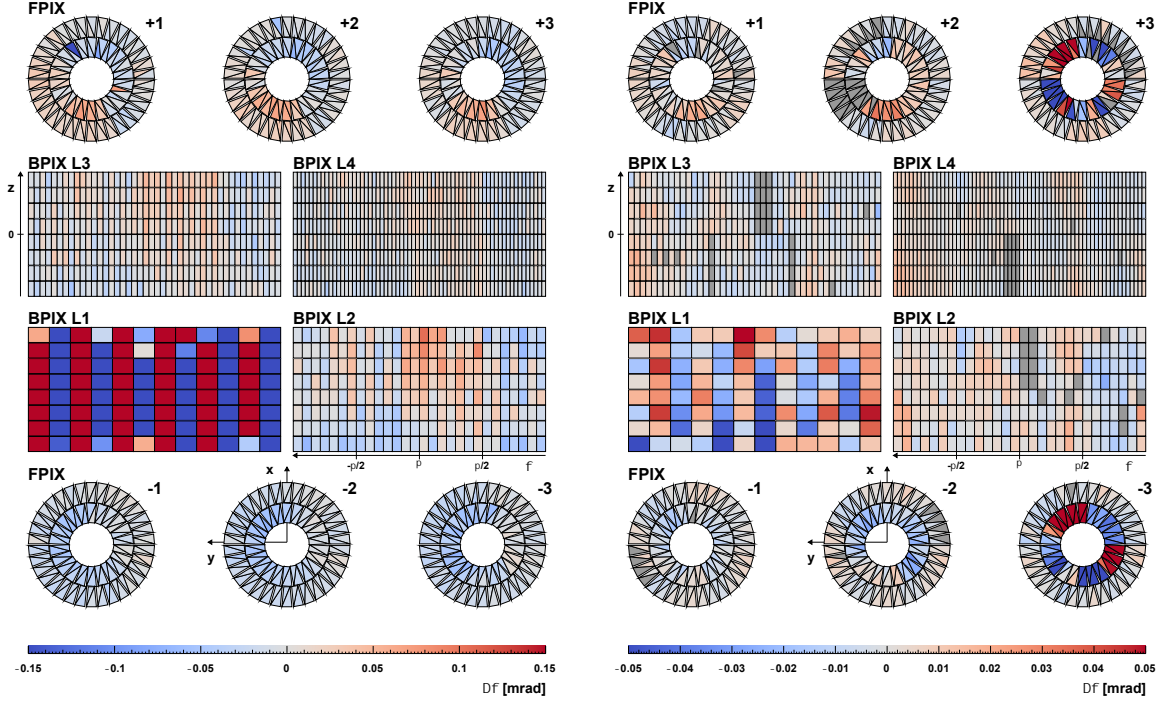 FPIX
+1 +2 +3
BPIX L3 BPIX L4
z
0
BPIX L1 BPIX L2
-p/2 p p/2 f
FPIX
-1 -2 -3
x
y
-0.15 -0.1 -0.05 0 0.05 0.1 0.15
Df [mrad]
FPIX
+1 +2 +3
BPIX L3 BPIX L4
z
0
BPIX L1 BPIX L2
-p/2 p p/2 f
FPIX
-1 -2 -3
x
y
-0.05 -0.04 -0.03 -0.02 -0.01 0 0.01 0.02 0.03 0.04 0.05
Df [mrad]